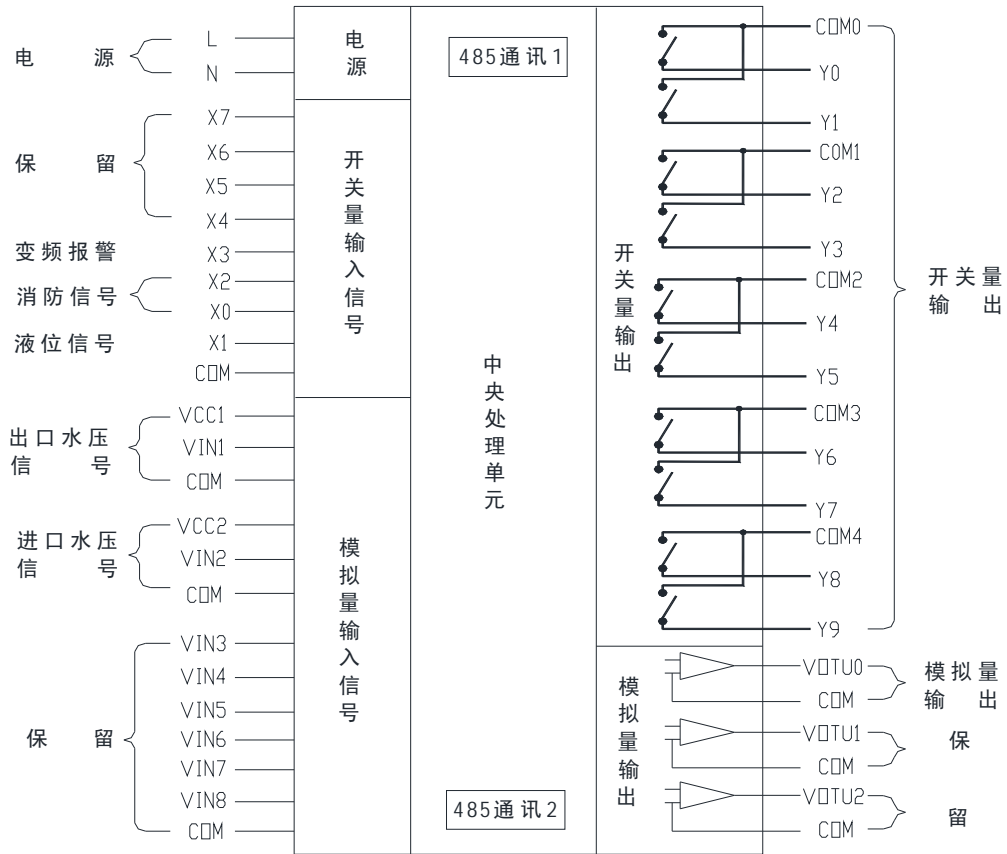 电 源
L
N
保 留
X7
X6
X5
X4
变频报警
X3
消防信号
X2
X0
液位信号
X1
COM
出口水压
信 号
VCC1
VIN1
COM
进口水压
信 号
VCC2
VIN2
COM
保 留
VIN3
VIN4
VIN5
VIN6
VIN7
VIN8
COM
电源
开关量输入信号
模拟量输入信号
485通讯1
中央处理单元
485通讯2
开关量输出
模拟量输出
COM0
Y0
Y1
COM1
Y2
Y3
COM2
Y4
Y5
COM3
Y6
Y7
COM4
Y8
Y9
开关量
输 出
VOTU0
COM
模拟量
输 出
VOTU1
COM
保
VOTU2
COM
留